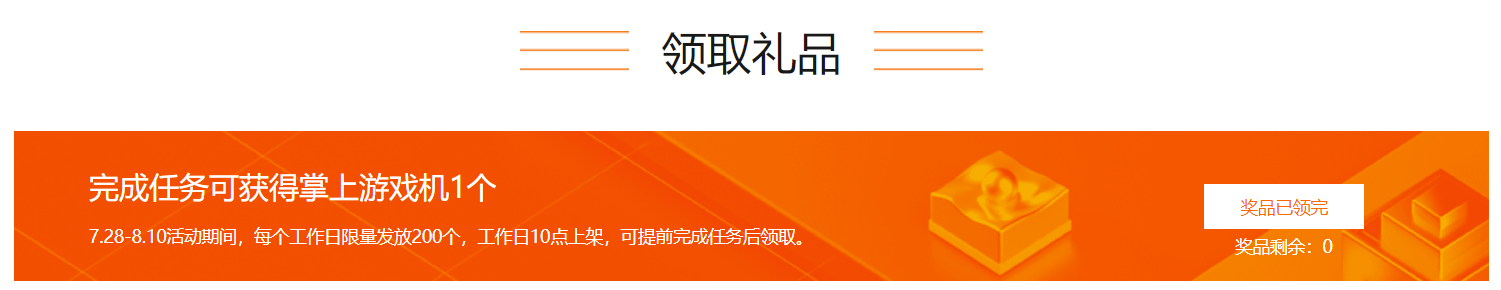 领取礼品
完成任务可获得掌上游戏机1个
7.28-8.10活动期间，每个工作日限量发放200个，工作日10点上架，可提前完成任务后领取。
奖品已领完
奖品剩余：0